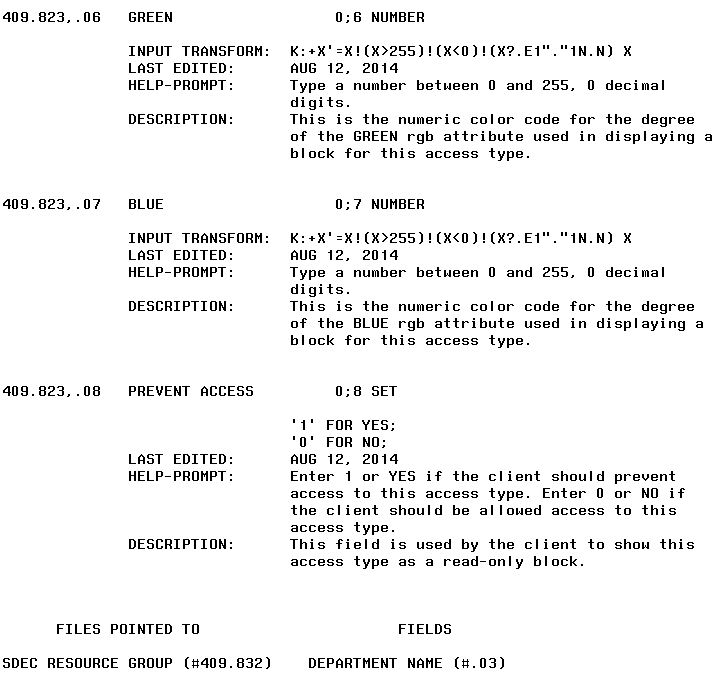 409.823,.06   GREEN                  0;6 NUMBER
INPUT TRANSFORM:  K:+X'=X!(X>255)!(X<0)!(X?.E1"."1N.N) X
LAST EDITED:      AUG 12, 2014
HELP-PROMPT:      Type a number between 0 and 255, 0 decimal
digits.
DESCRIPTION:      This is the numeric color code for the degree
of the GREEN rgb attribute used in displaying a
block for this access type.
409.823,.07   BLUE                   0;7 NUMBER
INPUT TRANSFORM:  K:+X'=X!(X>255)!(X<0)!(X?.E1"."1N.N) X
LAST EDITED:      AUG 12, 2014
HELP-PROMPT:      Type a number between 0 and 255, 0 decimal
digits.
DESCRIPTION:      This is the numeric color code for the degree
of the BLUE rgb attribute used in displaying a
block for this access type.
409.823,.08   PREVENT ACCESS         0;8 SET
'1' FOR YES;
'0' FOR NO;
LAST EDITED:      AUG 12, 2014
HELP-PROMPT:      Enter 1 or YES if the client should prevent
access to this access type. Enter 0 or NO if
the client should be allowed access to this
access type.
DESCRIPTION:      This field is used by the client to show this
access type as a read-only block.
FILES POINTED TO                      FIELDS
SDEC RESOURCE GROUP (#409.832)    DEPARTMENT NAME (#.03)